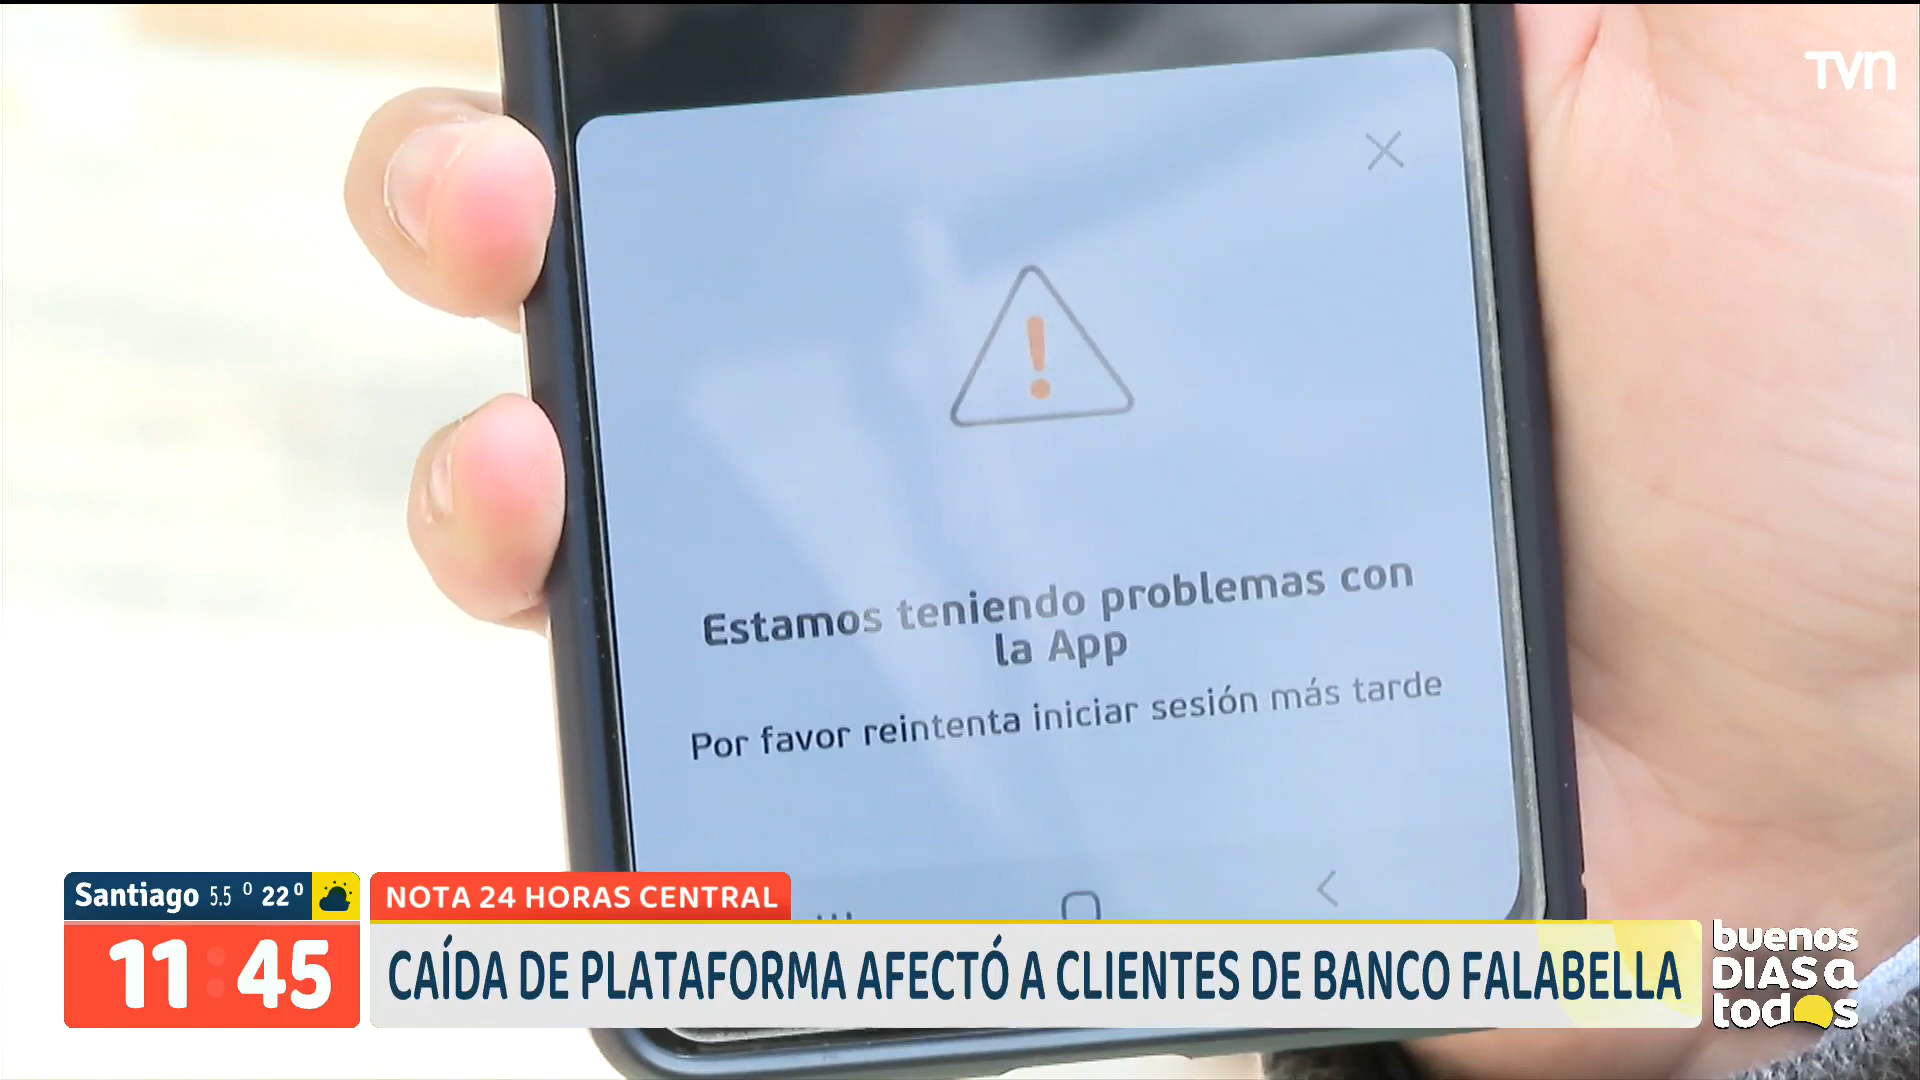 TVN
Estamos teniendo problemas con
la App
Por favor reintenta iniciar sesión más tarde
Santiago 5.5° 22°
NOTA 24 HORAS CENTRAL
11:45
CAÍDA DE PLATAFORMA AFECTÓ A CLIENTES DE BANCO FALABELLA
buenos
DÍAS a
todos